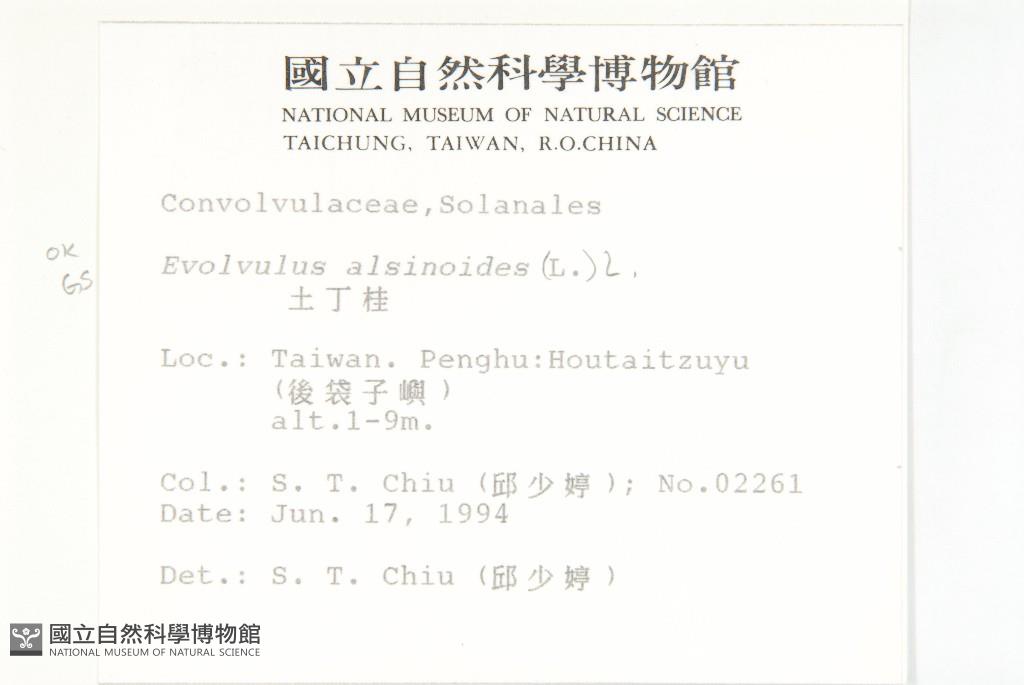 國立自然科學博物館
NATIONAL MUSEUM OF NATURAL SCIENCE
TAICHUNG, TAIWAN, R.O.CHINA
Convolvulaceae,Solanales
OK
GS
Evolvulus alsinoides (L.) L.
土丁桂
Loc.: Taiwan. Penghu:Houtaitzuyu
(後袋子嶼)
alt.1-9m.
Col.: S. T. Chiu (邱少婷); No.02261
Date: Jun. 17, 1994
Det.: S. T. Chiu (邱少婷)
國立自然科學博物館
NATIONAL MUSEUM OF NATURAL SCIENCE